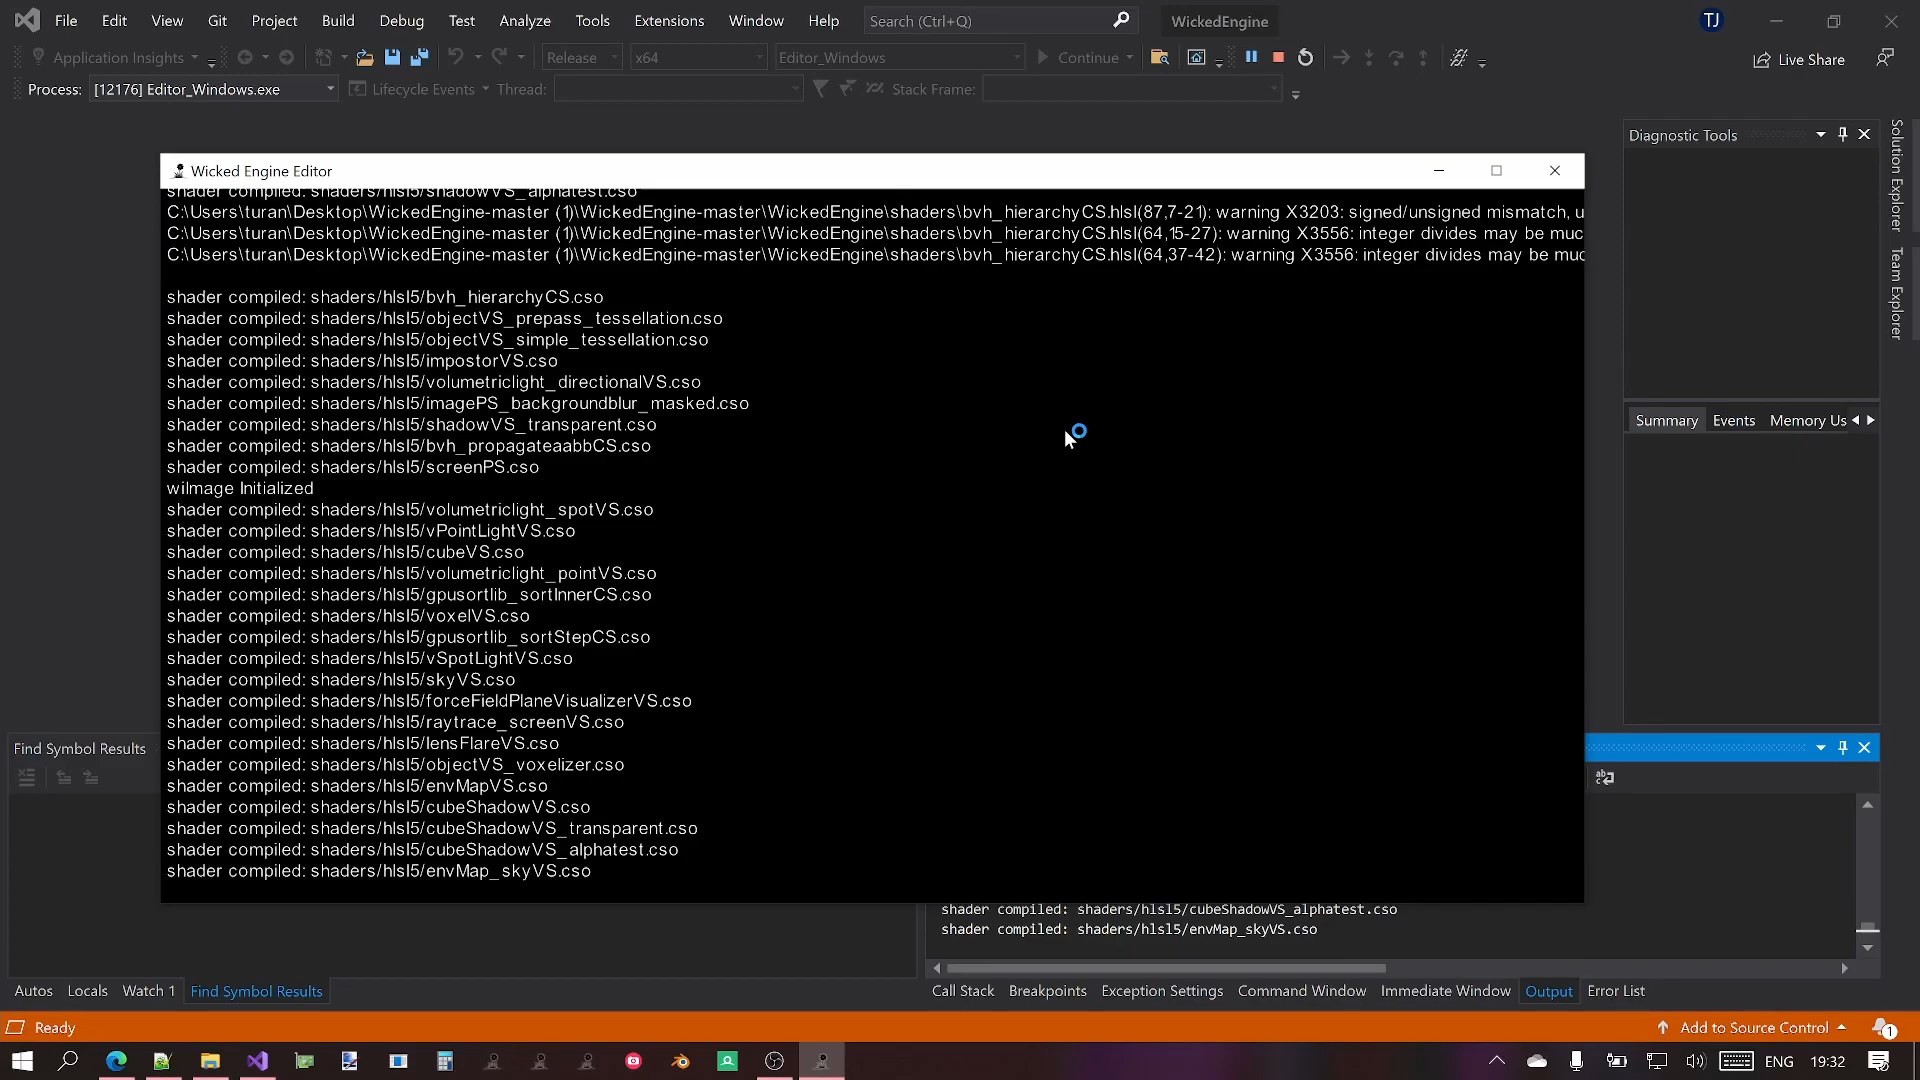 File Edit View Git Project Build Debug Test Analyze Tools Extensions Window Help Search (Ctrl+Q) WickedEngine TJ
Application Insights Release x64 Editor_Windows Continue Live Share
Process: [12176] Editor_Windows.exe Lifecycle Events Thread: Stack Frame:
Diagnostic Tools
Solution Explorer
Team Explorer
Summary Events Memory Us
Wicked Engine Editor
shader compiled: shaders/hlsl5/shadowVS_alphatest.cso
C:\Users\turan\Desktop\WickedEngine-master (1)\WickedEngine-master\WickedEngine\shaders\bvh_hierarchyCS.hlsl(87,7-21): warning X3203: signed/unsigned mismatch, u
C:\Users\turan\Desktop\WickedEngine-master (1)\WickedEngine-master\WickedEngine\shaders\bvh_hierarchyCS.hlsl(64,15-27): warning X3556: integer divides may be muc
C:\Users\turan\Desktop\WickedEngine-master (1)\WickedEngine-master\WickedEngine\shaders\bvh_hierarchyCS.hlsl(64,37-42): warning X3556: integer divides may be muc
shader compiled: shaders/hlsl5/bvh_hierarchyCS.cso
shader compiled: shaders/hlsl5/objectVS_prepass_tessellation.cso
shader compiled: shaders/hlsl5/objectVS_simple_tessellation.cso
shader compiled: shaders/hlsl5/impostorVS.cso
shader compiled: shaders/hlsl5/volumetriclight_directionalVS.cso
shader compiled: shaders/hlsl5/imagePS_backgroundblur_masked.cso
shader compiled: shaders/hlsl5/shadowVS_transparent.cso
shader compiled: shaders/hlsl5/bvh_propagateaabbCS.cso
shader compiled: shaders/hlsl5/screenPS.cso
wiImage Initialized
shader compiled: shaders/hlsl5/volumetriclight_spotVS.cso
shader compiled: shaders/hlsl5/vPointLightVS.cso
shader compiled: shaders/hlsl5/cubeVS.cso
shader compiled: shaders/hlsl5/volumetriclight_pointVS.cso
shader compiled: shaders/hlsl5/gpusortlib_sortInnerCS.cso
shader compiled: shaders/hlsl5/voxelVS.cso
shader compiled: shaders/hlsl5/gpusortlib_sortStepCS.cso
shader compiled: shaders/hlsl5/vSpotLightVS.cso
shader compiled: shaders/hlsl5/skyVS.cso
shader compiled: shaders/hlsl5/forceFieldPlaneVisualizerVS.cso
shader compiled: shaders/hlsl5/raytrace_screenVS.cso
shader compiled: shaders/hlsl5/lensFlareVS.cso
shader compiled: shaders/hlsl5/objectVS_voxelizer.cso
shader compiled: shaders/hlsl5/envMapVS.cso
shader compiled: shaders/hlsl5/cubeShadowVS.cso
shader compiled: shaders/hlsl5/cubeShadowVS_transparent.cso
shader compiled: shaders/hlsl5/cubeShadowVS_alphatest.cso
shader compiled: shaders/hlsl5/envMap_skyVS.cso
Find Symbol Results
shader compiled: shaders/hlsl5/cubeShadowVS_alphatest.cso
shader compiled: shaders/hlsl5/envMap_skyVS.cso
Autos Locals Watch 1 Find Symbol Results Call Stack Breakpoints Exception Settings Command Window Immediate Window Output Error List
Ready Add to Source Control 1
ENG 19:32